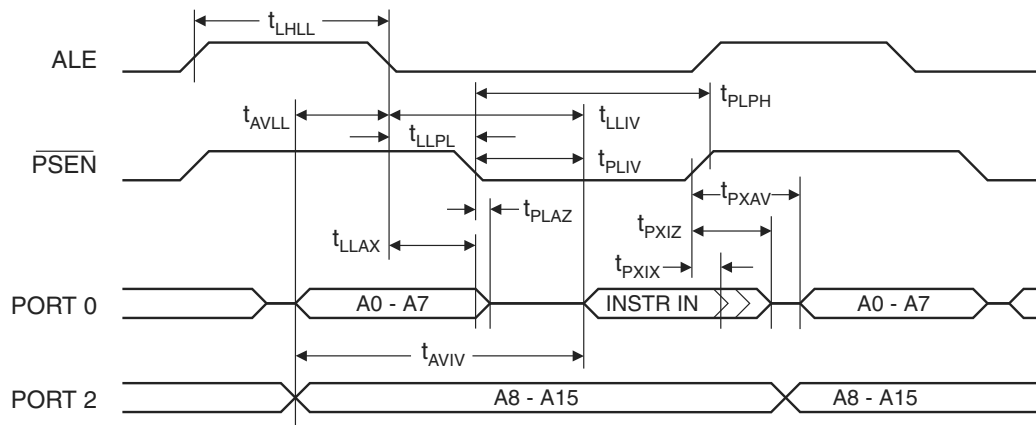 ALE
tLHLL
tPLPH
tAVLL
tLLIV
tLLPL
PSEN
tPLIV
tPXAV
tPLAZ
tLLAX
tPXIZ
tPXIX
PORT 0
A0 - A7
INSTR IN
A0 - A7
tAVIV
PORT 2
A8 - A15
A8 - A15